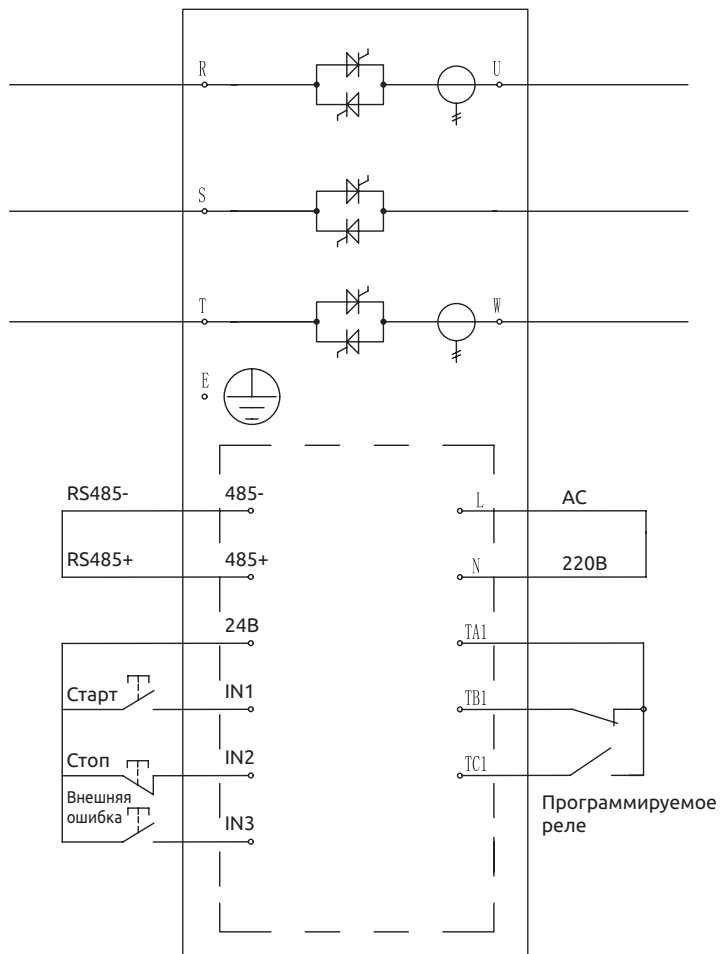 R
U
S
T
W
E
RS485-
485-
L
AC
RS485+
485+
N
220В
24В
TA1
Старт
IN1
TB1
Стоп
IN2
TC1
Внешняя
ошибка
IN3
Программируемое
реле